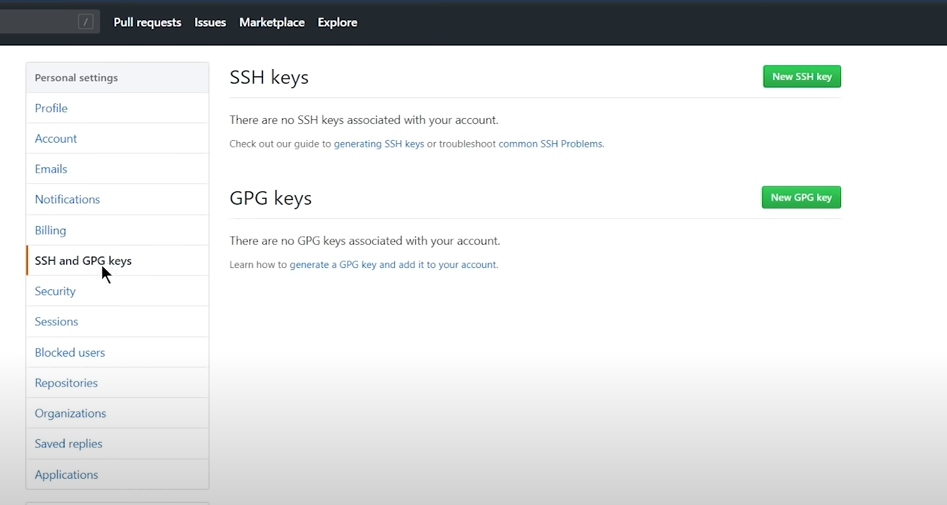 / Pull requests Issues Marketplace Explore
Personal settings
Profile
Account
Emails
Notifications
Billing
SSH and GPG keys
Security
Sessions
Blocked users
Repositories
Organizations
Saved replies
Applications
SSH keys
New SSH key
There are no SSH keys associated with your account.
Check out our guide to generating SSH keys or troubleshoot common SSH Problems.
GPG keys
New GPG key
There are no GPG keys associated with your account.
Learn how to generate a GPG key and add it to your account.